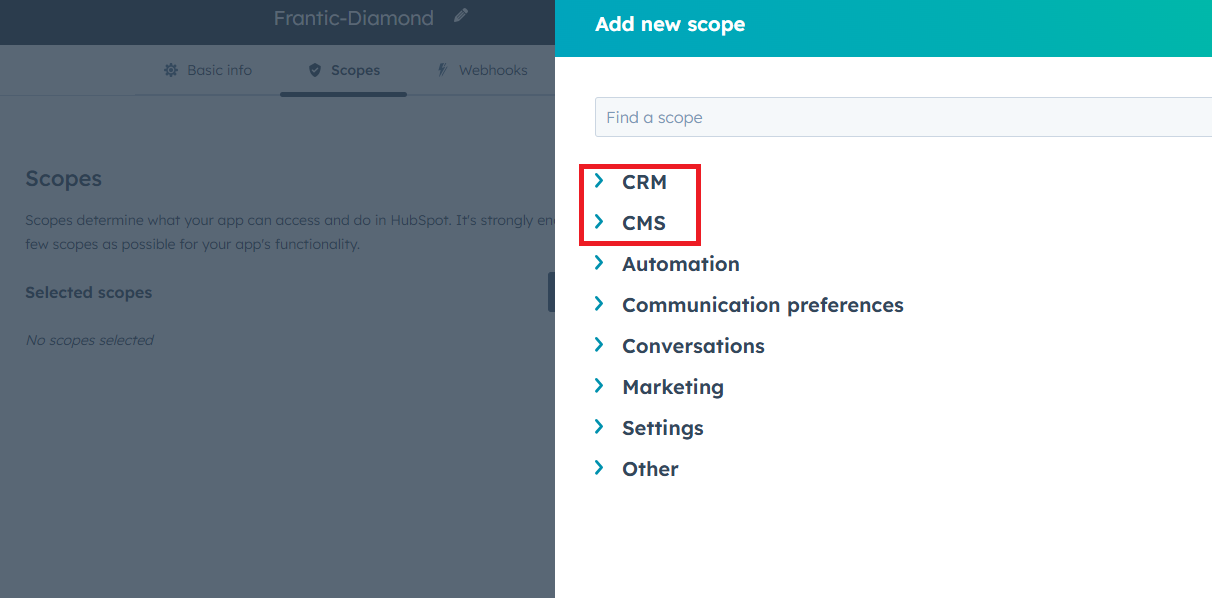 Frantic-Diamond
Basic info
Scopes
Webhooks
Scopes
Scopes determine what your app can access and do in HubSpot. It's strongly
few scopes as possible for your app's functionality.
Selected scopes
No scopes selected
Add new scope
Find a scope
CRM
CMS
Automation
Communication preferences
Conversations
Marketing
Settings
Other